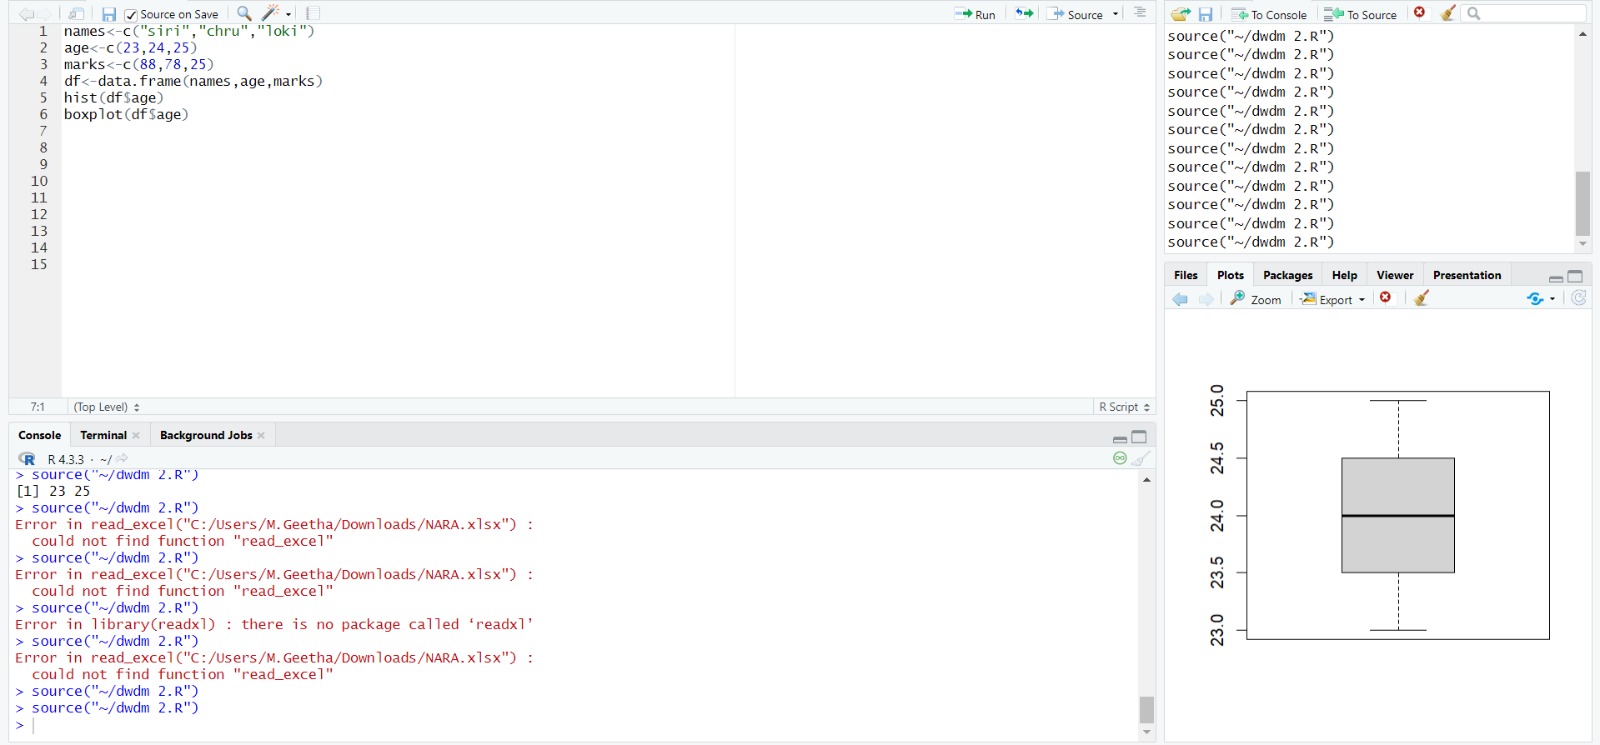 Source on Save
Run
Source
1 names<-c("siri","chru","loki")
2 age<-c(23,24,25)
3 marks<-c(88,78,25)
4 df<-data.frame(names,age,marks)
5 hist(df$age)
6 boxplot(df$age)
7
8
9
10
11
12
13
14
15
7:1 (Top Level) R Script
Console Terminal Background Jobs
R 4.3.3 · ~/
> source("~/dwdm 2.R")
[1] 23 25
> source("~/dwdm 2.R")
Error in read_excel("C:/Users/M.Geetha/Downloads/NARA.xlsx") :
could not find function "read_excel"
> source("~/dwdm 2.R")
Error in read_excel("C:/Users/M.Geetha/Downloads/NARA.xlsx") :
could not find function "read_excel"
> source("~/dwdm 2.R")
Error in library(readxl) : there is no package called ‘readxl’
> source("~/dwdm 2.R")
Error in read_excel("C:/Users/M.Geetha/Downloads/NARA.xlsx") :
could not find function "read_excel"
> source("~/dwdm 2.R")
> source("~/dwdm 2.R")
>
To Console To Source
source("~/dwdm 2.R")
source("~/dwdm 2.R")
source("~/dwdm 2.R")
source("~/dwdm 2.R")
source("~/dwdm 2.R")
source("~/dwdm 2.R")
source("~/dwdm 2.R")
source("~/dwdm 2.R")
source("~/dwdm 2.R")
source("~/dwdm 2.R")
source("~/dwdm 2.R")
source("~/dwdm 2.R")
Files Plots Packages Help Viewer Presentation
Zoom Export
25.0
24.5
24.0
23.5
23.0